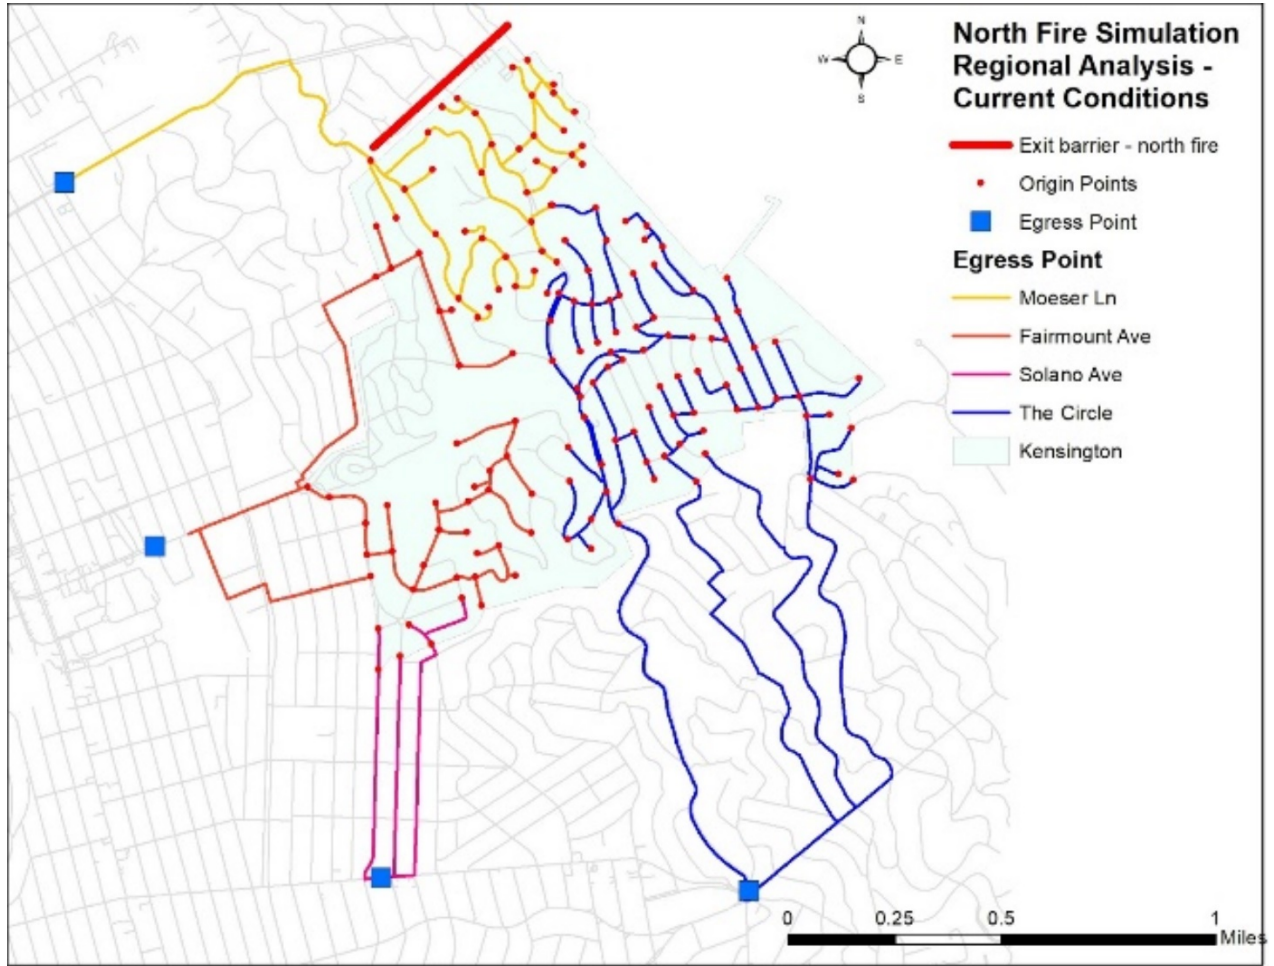 North Fire Simulation
Regional Analysis -
Current Conditions
N
W E
S
Exit barrier - north fire
Origin Points
Egress Point
Egress Point
Moeser Ln
Fairmount Ave
Solano Ave
The Circle
Kensington
0 0.25 0.5 1
Miles